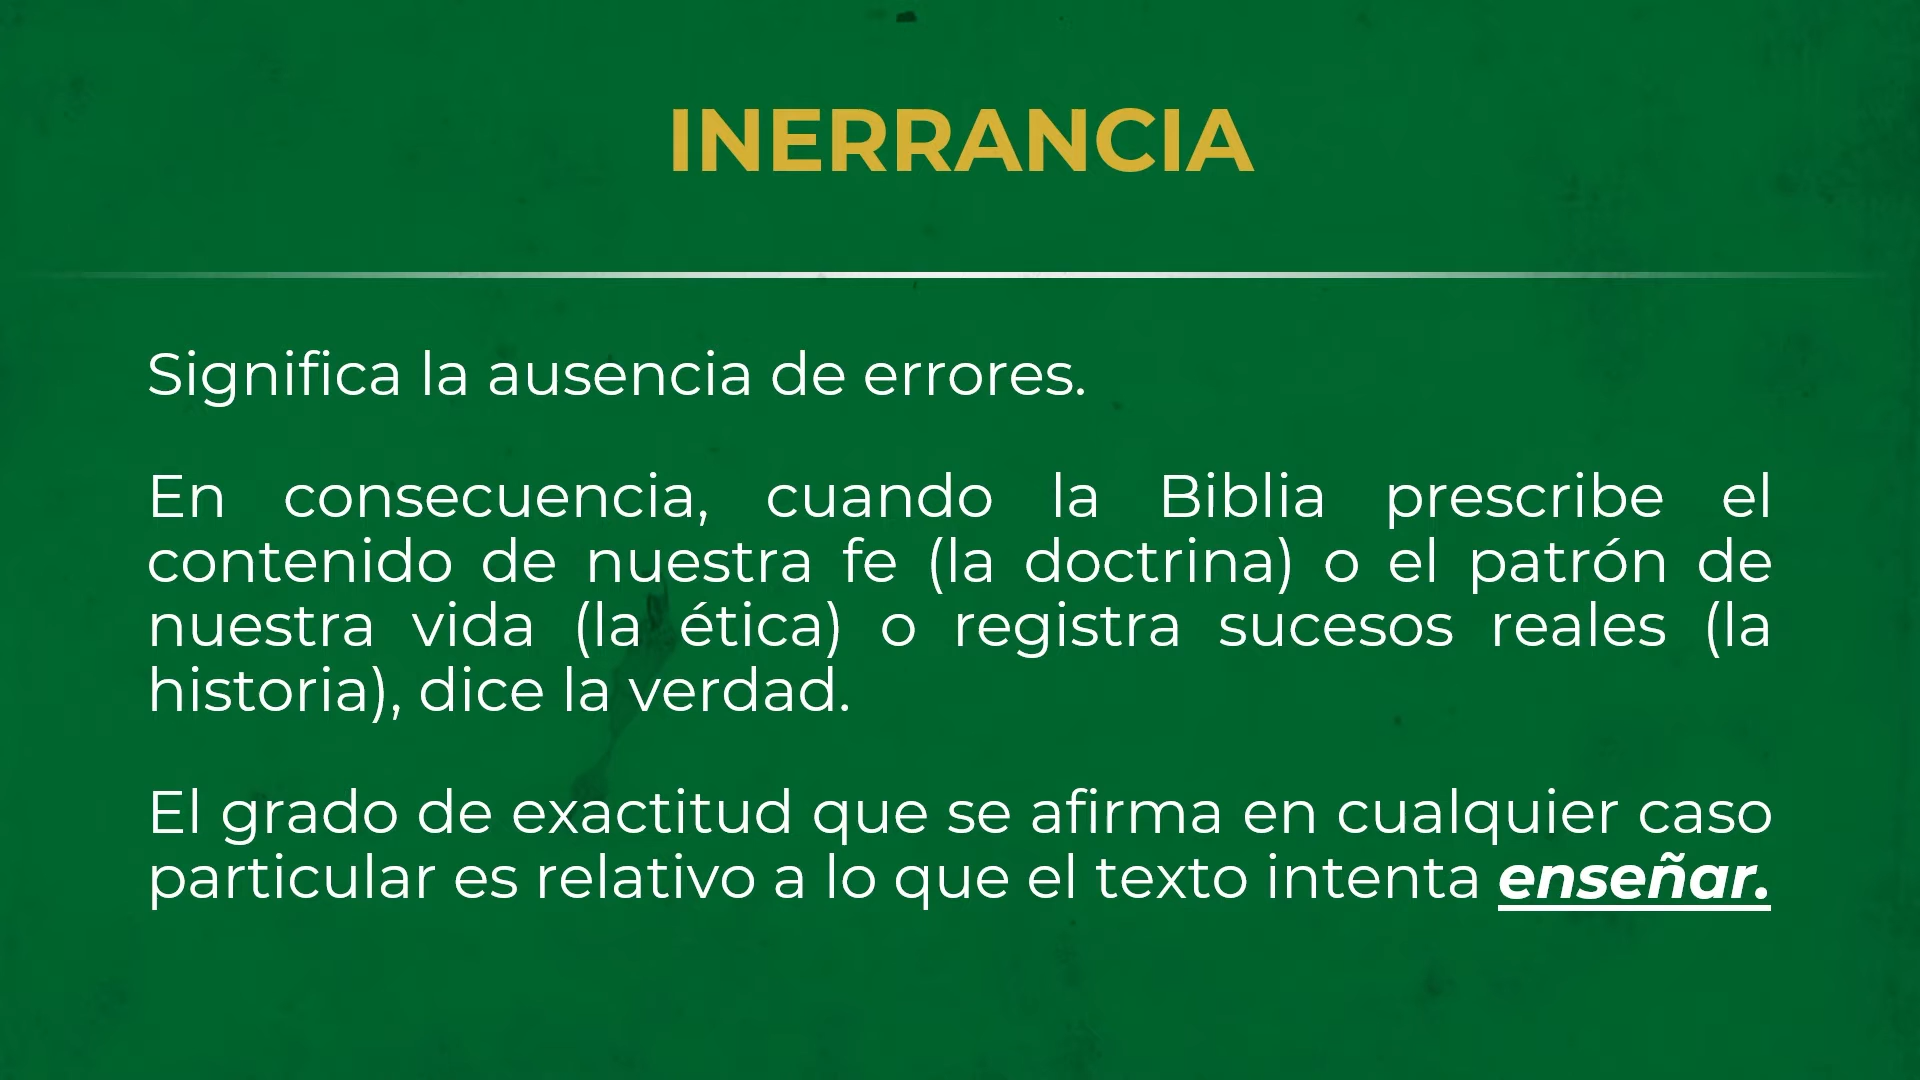 INERRANCIA
Significa la ausencia de errores.
En consecuencia, cuando la Biblia prescribe el
contenido de nuestra fe (la doctrina) o el patrón de
nuestra vida (la ética) o registra sucesos reales (la
historia), dice la verdad.
El grado de exactitud que se afirma en cualquier caso
particular es relativo a lo que el texto intenta enseñar.